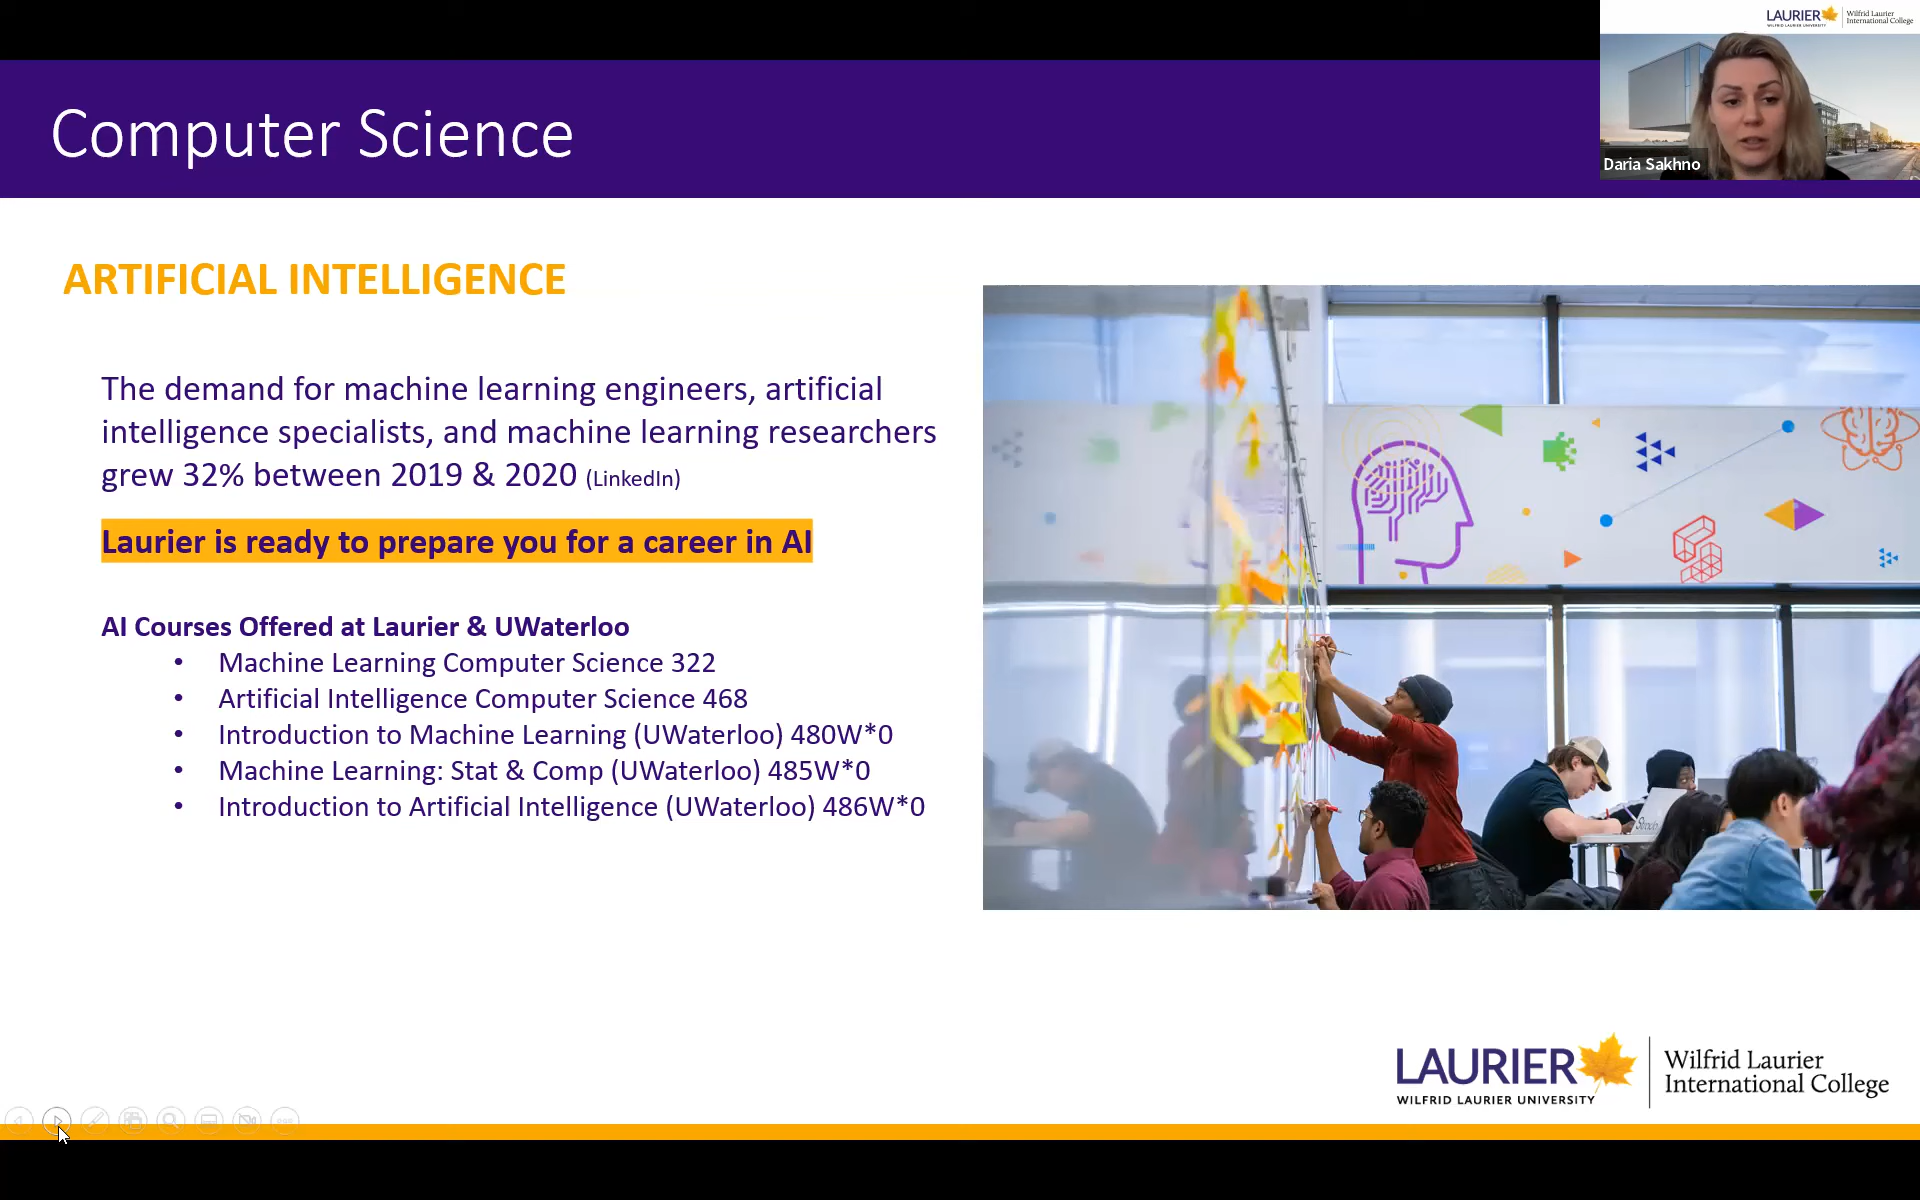 LAURIER
WILFRID LAURIER UNIVERSITY
Wilfrid Laurier
International College
Computer Science
Daria Sakhno
ARTIFICIAL INTELLIGENCE
The demand for machine learning engineers, artificial
intelligence specialists, and machine learning researchers
grew 32% between 2019 & 2020 (LinkedIn)
Laurier is ready to prepare you for a career in AI
AI Courses Offered at Laurier & UWaterloo
• Machine Learning Computer Science 322
• Artificial Intelligence Computer Science 468
• Introduction to Machine Learning (UWaterloo) 480W*0
• Machine Learning: Stat & Comp (UWaterloo) 485W*0
• Introduction to Artificial Intelligence (UWaterloo) 486W*0
LAURIER
WILFRID LAURIER UNIVERSITY
Wilfrid Laurier
International College